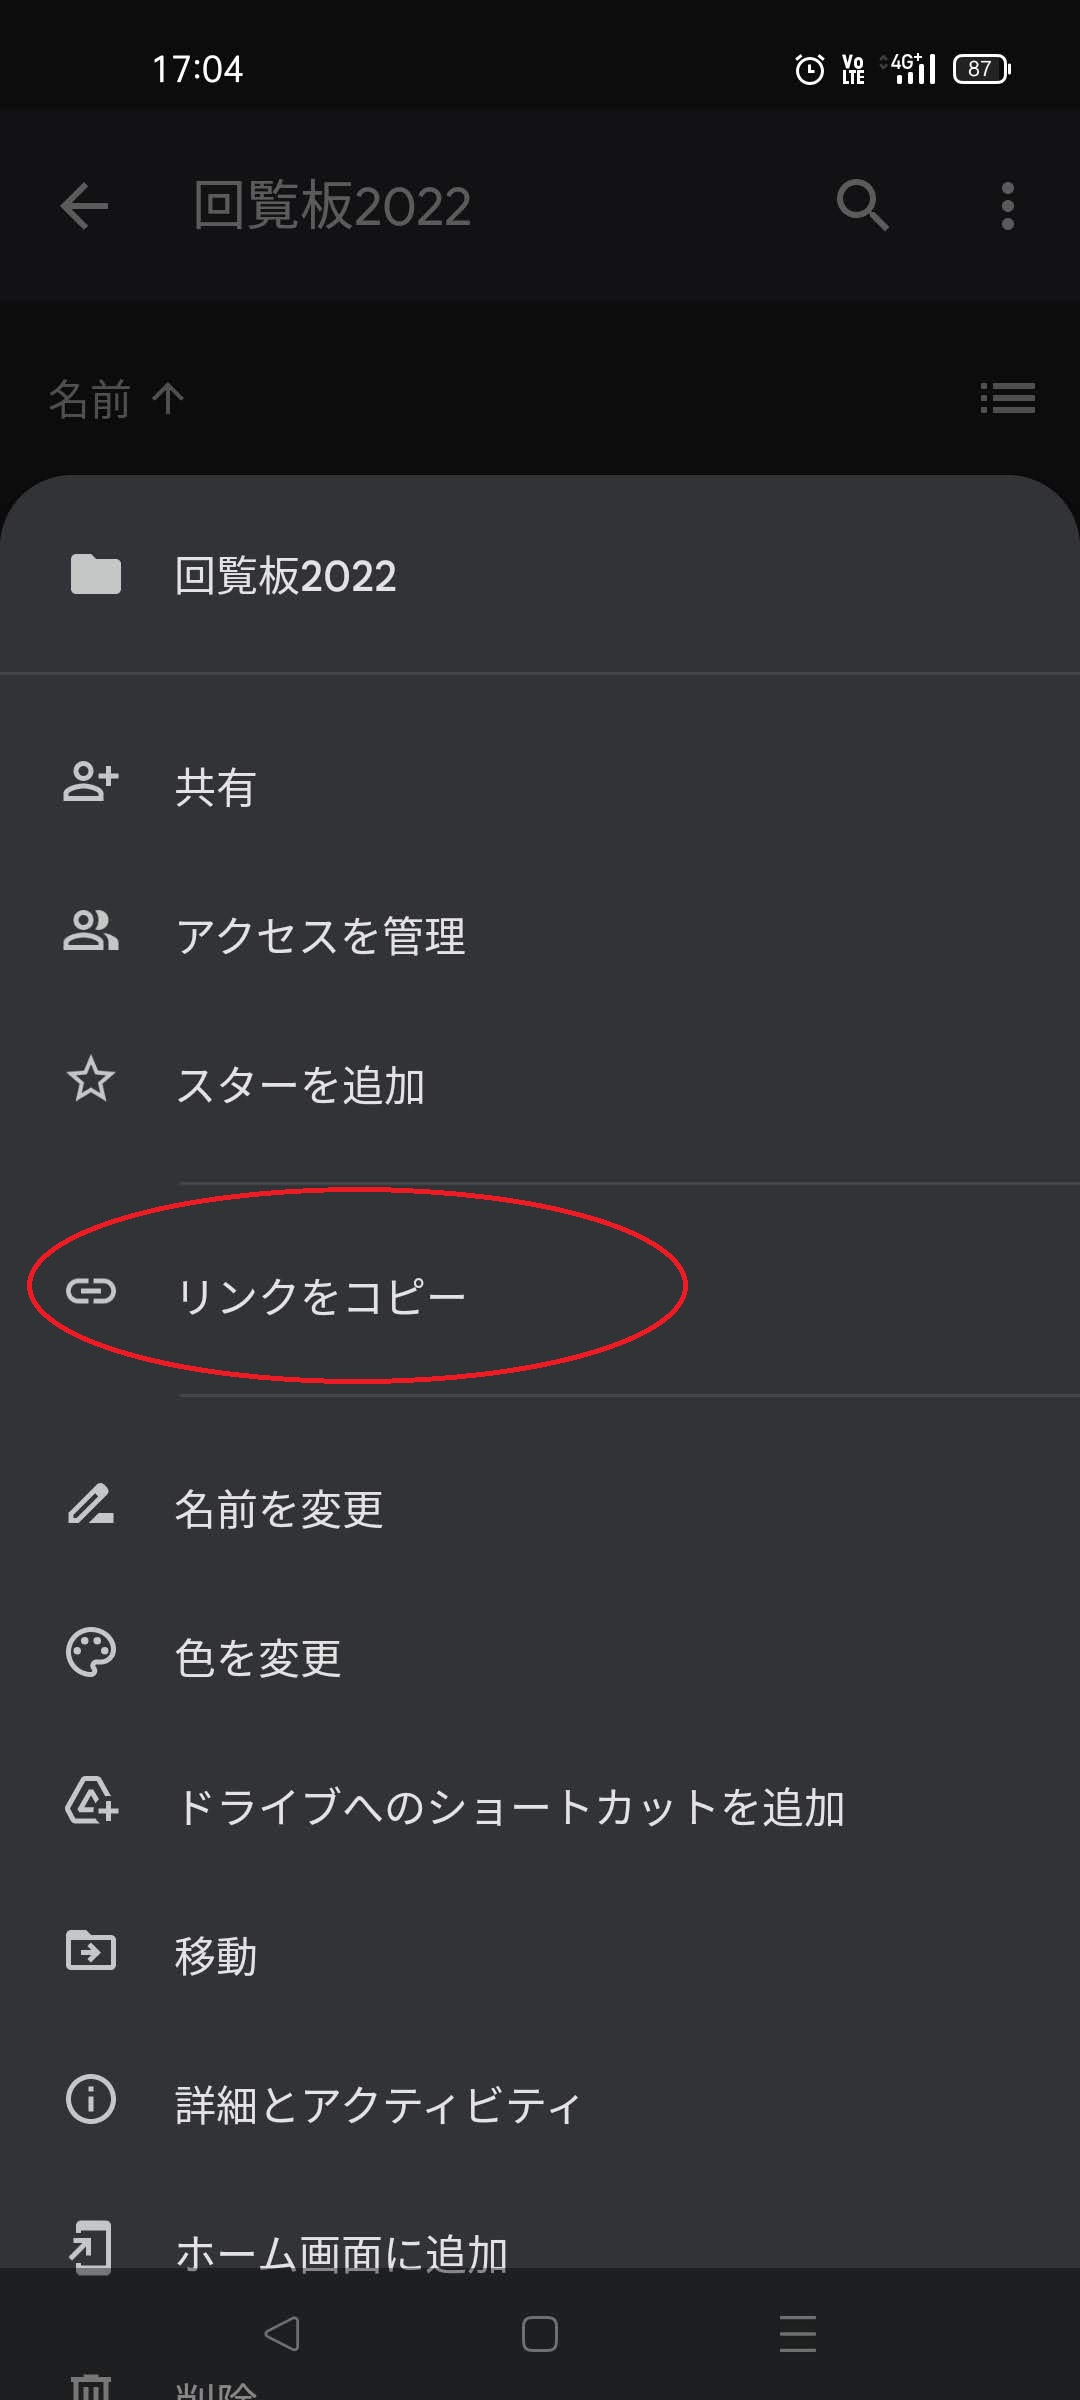 17:04
Vo LTE 4G+ 87
回覧板2022
名前
回覧板2022
共有
アクセスを管理
スターを追加
リンクをコピー
名前を変更
色を変更
ドライブへのショートカットを追加
移動
詳細とアクティビティ
ホーム画面に追加
削除